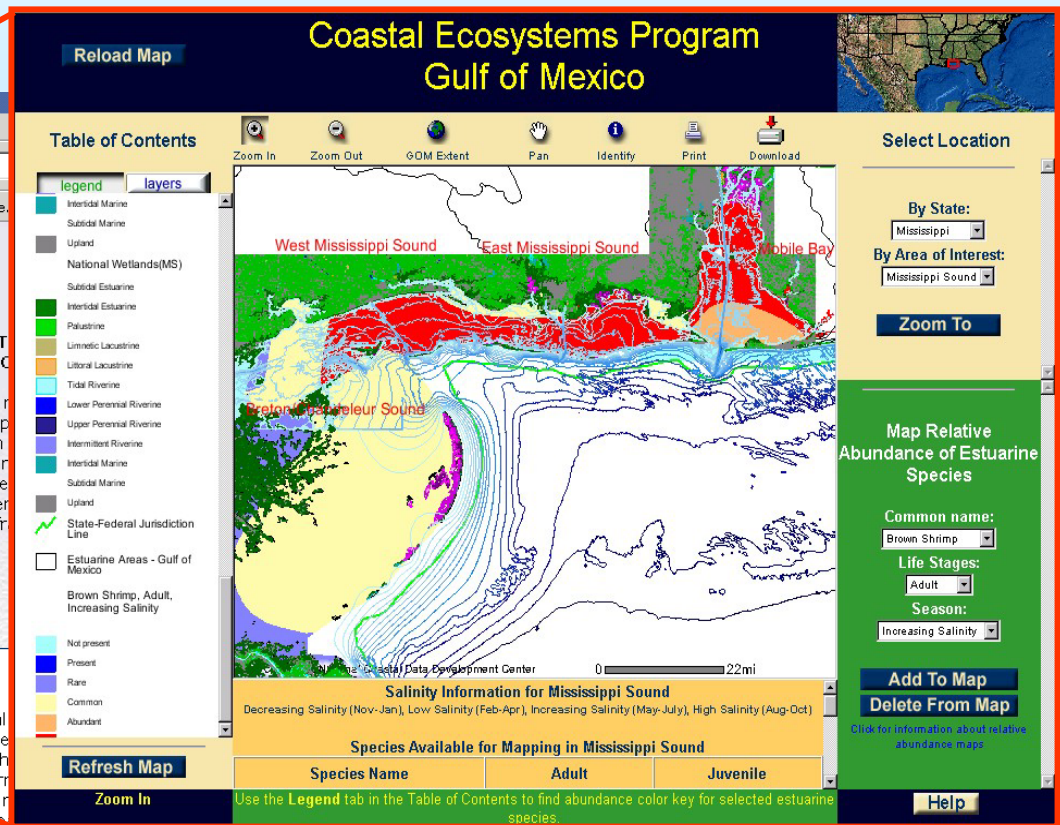 Coastal Ecosystems Program
Gulf of Mexico
Reload Map
Table of Contents
legend
layers
Intertidal Marine
Subtidal Marine
Upland
National Wetlands(MS)
Subtidal Estuarine
Intertidal Estuarine
Palustrine
Limnetic Lacustrine
Littoral Lacustrine
Tidal Riverine
Lower Perennial Riverine
Upper Perennial Riverine
Intermittent Riverine
Intertidal Marine
Subtidal Marine
Upland
State-Federal Jurisdiction
Line
Estuarine Areas - Gulf of
Mexico
Brown Shrimp, Adult,
Increasing Salinity
Not present
Present
Rare
Common
Abundant
Refresh Map
Zoom In
Zoom In
Zoom Out
GOM Extent
Pan
Identify
Print
Download
West Mississippi Sound
East Mississippi Sound
Mobile Bay
Breton/Chandeleur Sound
National Coastal Data Development Center
0
22mi
Salinity Information for Mississippi Sound
Decreasing Salinity (Nov-Jan), Low Salinity (Feb-Apr), Increasing Salinity (May-July), High Salinity (Aug-Oct)
Species Available for Mapping in Mississippi Sound
Species Name
Adult
Juvenile
Use the Legend tab in the Table of Contents to find abundance color key for selected estuarine
species.
Select Location
By State:
Mississippi
By Area of Interest:
Mississippi Sound
Zoom To
Map Relative
Abundance of Estuarine
Species
Common name:
Brown Shrimp
Life Stages:
Adult
Season:
Increasing Salinity
Add To Map
Delete From Map
Click for information about relative
abundance maps
Help